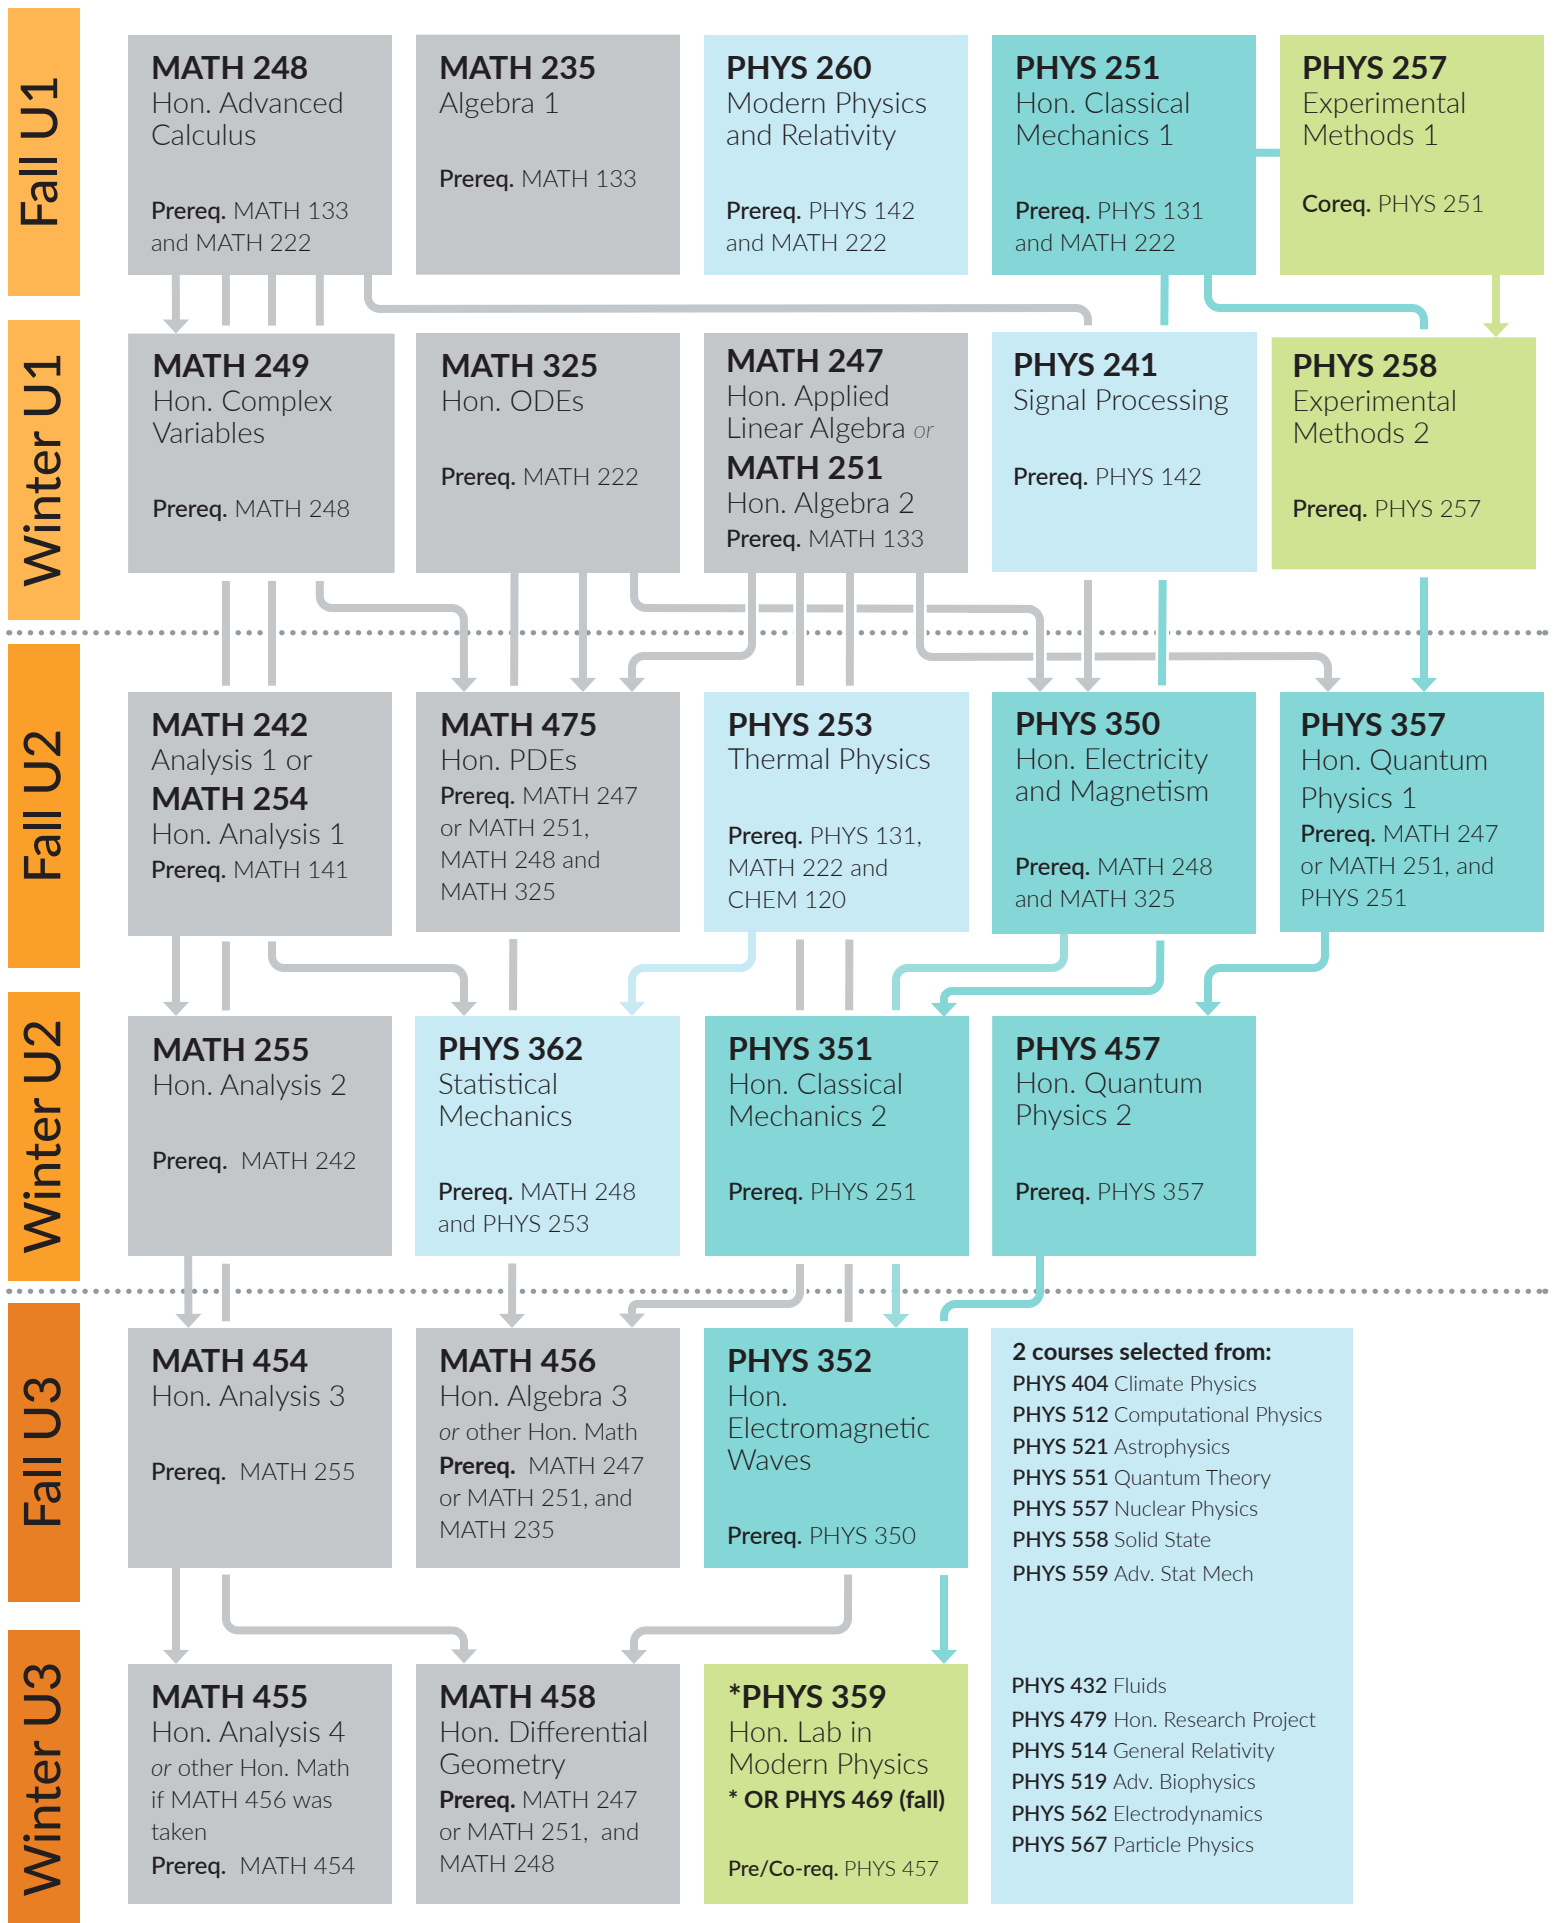 Fall U1
MATH 248
Hon. Advanced
Calculus
Prereq. MATH 133
and MATH 222
MATH 235
Algebra 1
Prereq. MATH 133
PHYS 260
Modern Physics
and Relativity
Prereq. PHYS 142
and MATH 222
PHYS 251
Hon. Classical
Mechanics 1
Prereq. PHYS 131
and MATH 222
PHYS 257
Experimental
Methods 1
Coreq. PHYS 251
Winter U1
MATH 249
Hon. Complex
Variables
Prereq. MATH 248
MATH 325
Hon. ODEs
Prereq. MATH 222
MATH 247
Hon. Applied
Linear Algebra or
MATH 251
Hon. Algebra 2
Prereq. MATH 133
PHYS 241
Signal Processing
Prereq. PHYS 142
PHYS 258
Experimental
Methods 2
Prereq. PHYS 257
Fall U2
MATH 242
Analysis 1 or
MATH 254
Hon. Analysis 1
Prereq. MATH 141
MATH 475
Hon. PDEs
Prereq. MATH 247
or MATH 251,
MATH 248 and
MATH 325
PHYS 253
Thermal Physics
Prereq. PHYS 131,
MATH 222 and
CHEM 120
PHYS 350
Hon. Electricity
and Magnetism
Prereq. MATH 248
and MATH 325
PHYS 357
Hon. Quantum
Physics 1
Prereq. MATH 247
or MATH 251, and
PHYS 251
Winter U2
MATH 255
Hon. Analysis 2
Prereq. MATH 242
PHYS 362
Statistical
Mechanics
Prereq. MATH 248
and PHYS 253
PHYS 351
Hon. Classical
Mechanics 2
Prereq. PHYS 251
PHYS 457
Hon. Quantum
Physics 2
Prereq. PHYS 357
Fall U3
MATH 454
Hon. Analysis 3
Prereq. MATH 255
MATH 456
Hon. Algebra 3
or other Hon. Math
Prereq. MATH 247
or MATH 251, and
MATH 235
PHYS 352
Hon.
Electromagnetic
Waves
Prereq. PHYS 350
2 courses selected from:
PHYS 404 Climate Physics
PHYS 512 Computational Physics
PHYS 521 Astrophysics
PHYS 551 Quantum Theory
PHYS 557 Nuclear Physics
PHYS 558 Solid State
PHYS 559 Adv. Stat Mech
Winter U3
MATH 455
Hon. Analysis 4
or other Hon. Math
if MATH 456 was
taken
Prereq. MATH 454
MATH 458
Hon. Differential
Geometry
Prereq. MATH 247
or MATH 251, and
MATH 248
*PHYS 359
Hon. Lab in
Modern Physics
* OR PHYS 469 (fall)
Pre/Co-req. PHYS 457
PHYS 432 Fluids
PHYS 479 Hon. Research Project
PHYS 514 General Relativity
PHYS 519 Adv. Biophysics
PHYS 562 Electrodynamics
PHYS 567 Particle Physics